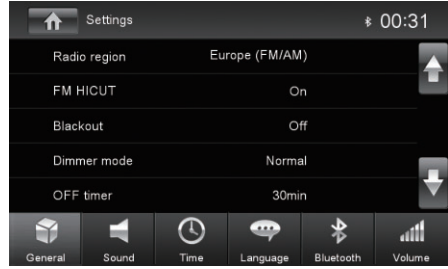 Settings 00:31
Radio region Europe (FM/AM)
FM HICUT On
Blackout Off
Dimmer mode Normal
OFF timer 30min
General Sound Time Language Bluetooth Volume